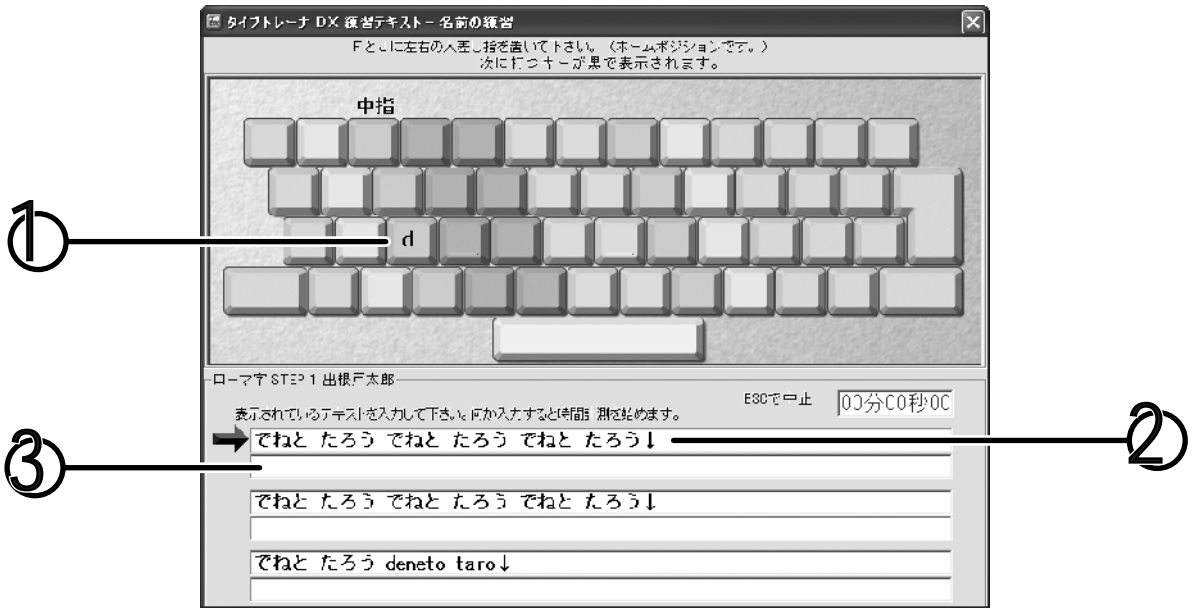 タイプトレーナ DX 練習テキスト - 名前の練習
FとJに左右の人差し指を置いて下さい。（ホームポジションです。）
次に打つキーが黒で表示されます。
中指
1
d
ローマ字 STEP 1 出根戸太郎
ESCで中止
00分00秒00
表示されているテキストを入力して下さい。何か入力すると時間計測を始めます。
でねと たろう でねと たろう でねと たろう↓
2
3
でねと たろう でねと たろう でねと たろう↓
でねと たろう deneto taro↓